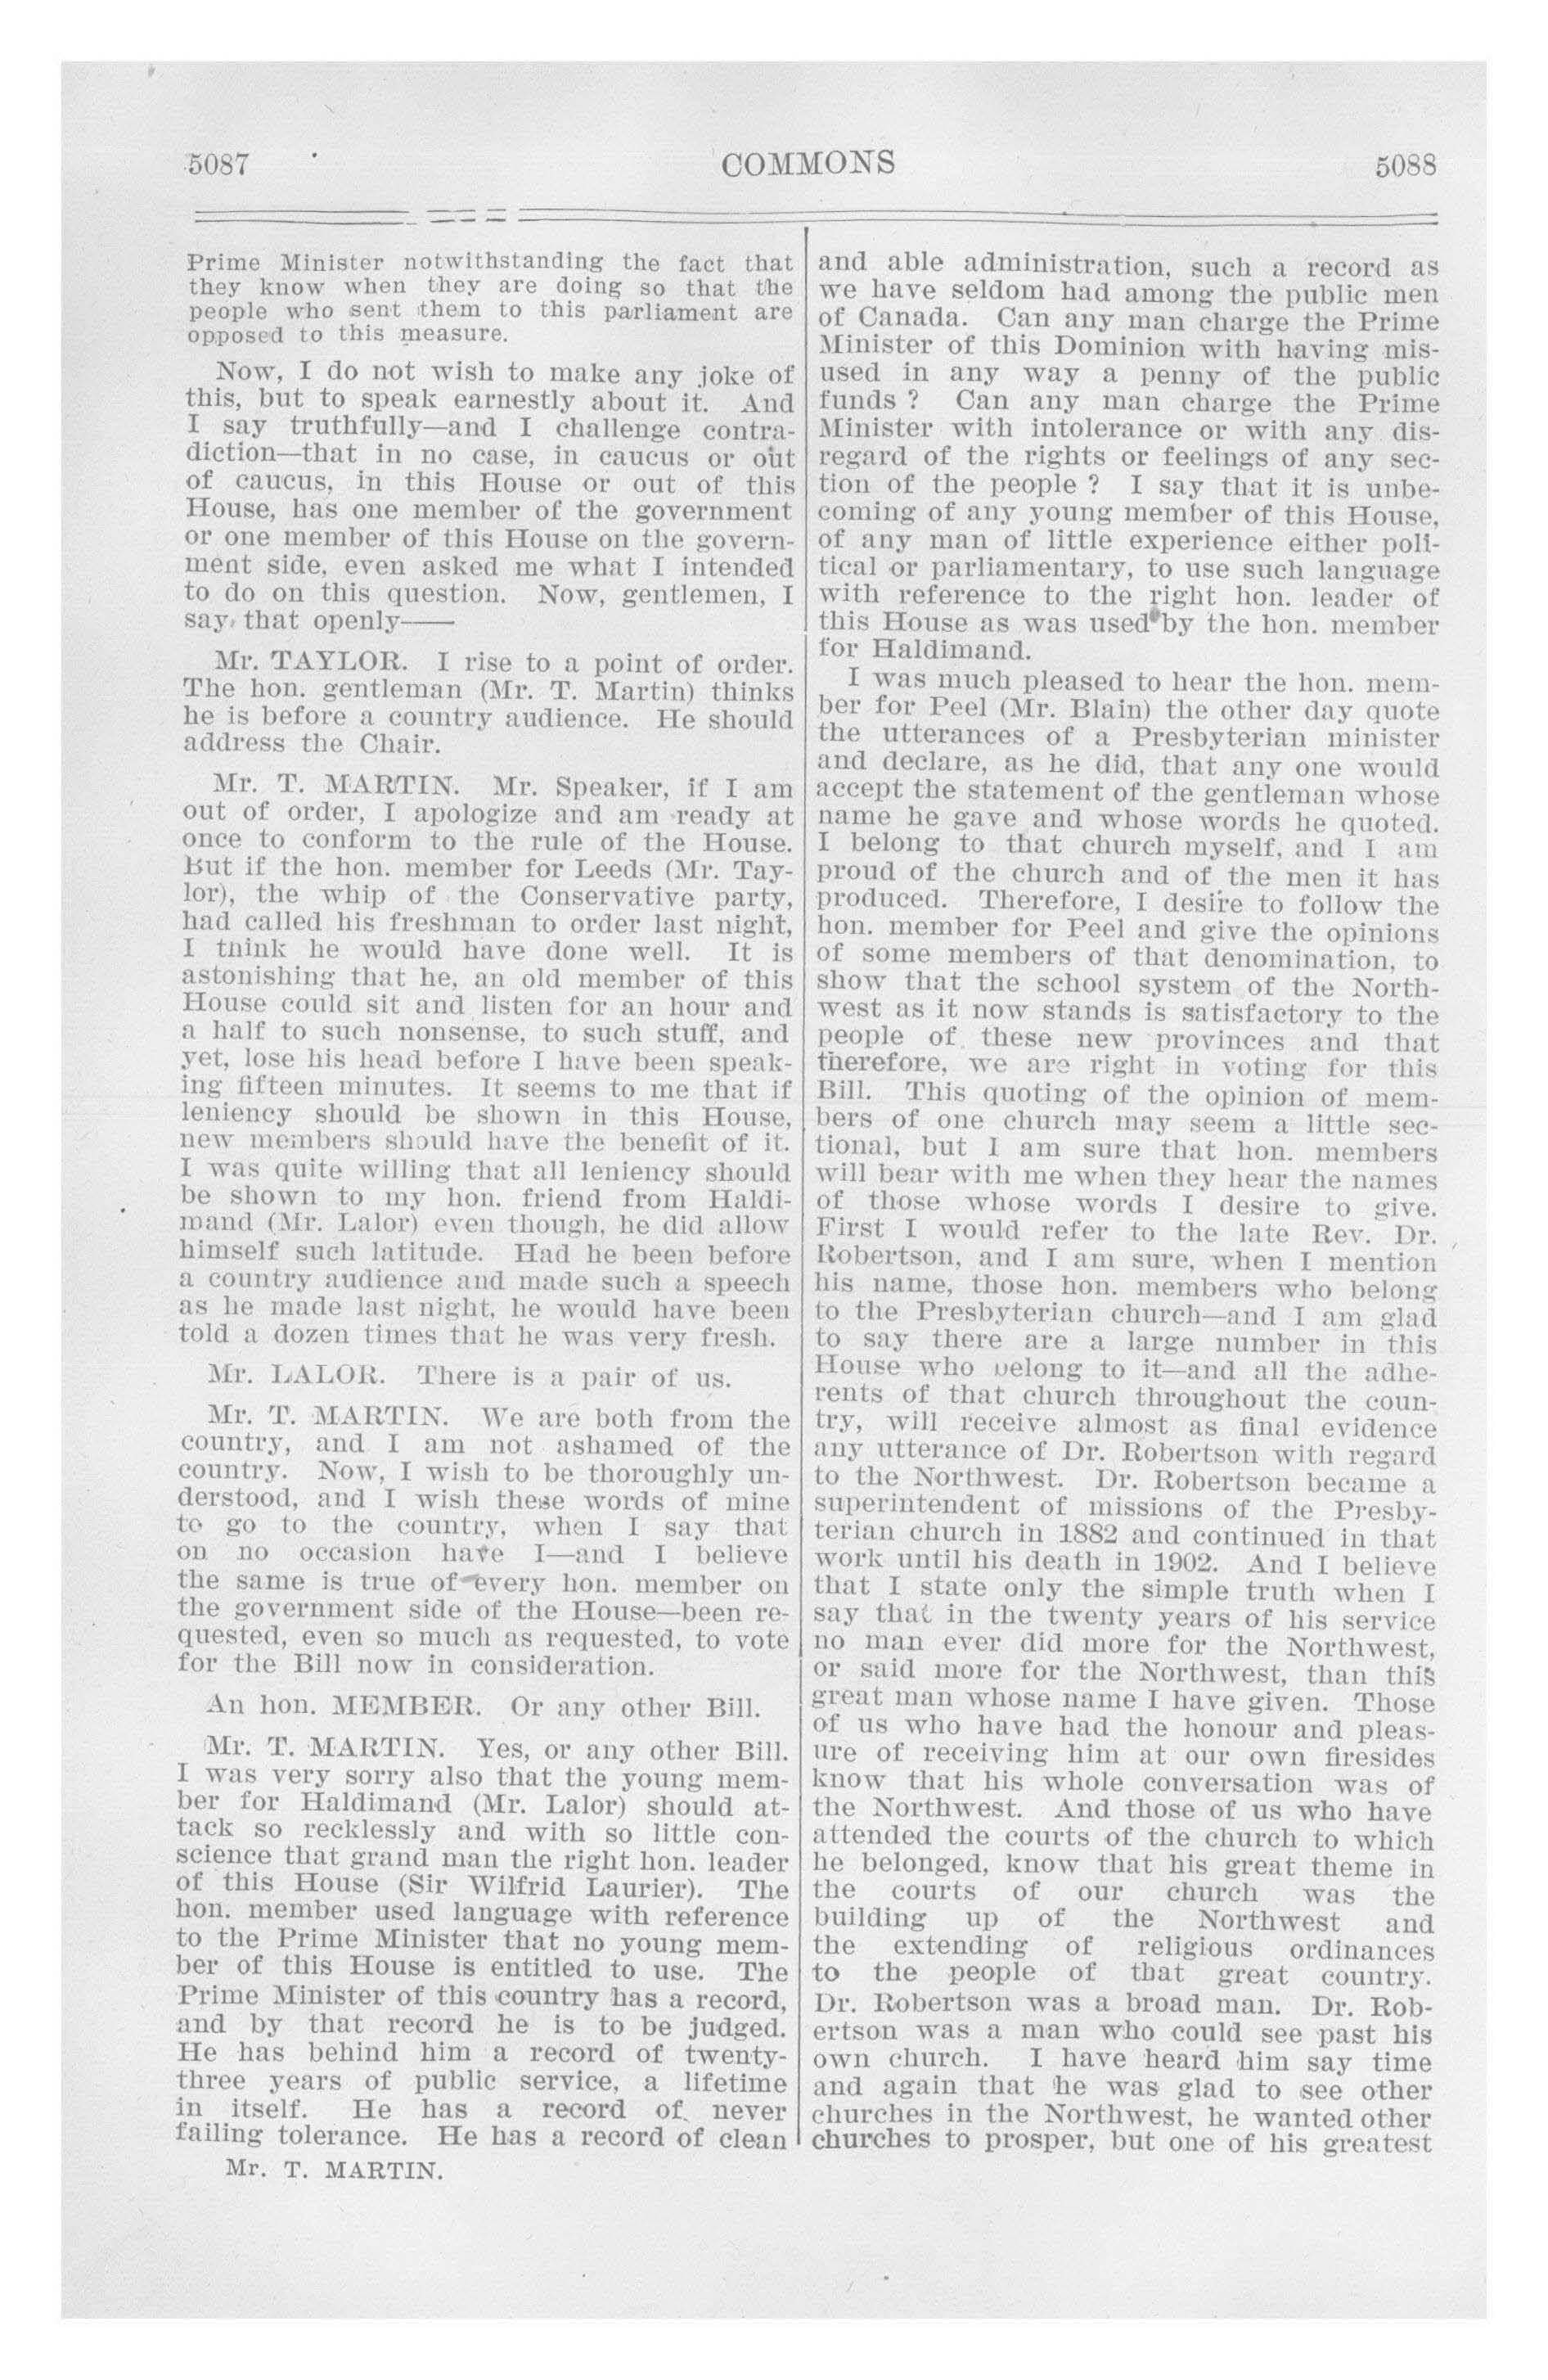 5087 COMMONS 5088
Prime Minister notwithstanding the fact that
they know when they are doing so that the
people who sent them to this parliament are
opposed to this measure.
Now, I do not wish to make any joke of
this, but to speak earnestly about it. And
I say truthfully—and I challenge contra-
diction—that in no case, in caucus or out
of caucus, in this House or out of this
House, has one member of the government
or one member of this House on the govern-
ment side, even asked me what I intended
to do on this question. Now, gentlemen, I
say that openly——
Mr. TAYLOR. I rise to a point of order.
The hon. gentleman (Mr. T. Martin) thinks
he is before a country audience. He should
address the Chair.
Mr. T. MARTIN. Mr. Speaker, if I am
out of order, I apologize and am ready at
once to conform to the rule of the House.
But if the hon. member for Leeds (Mr. Tay-
lor), the whip of the Conservative party,
had called his freshman to order last night,
I think he would have done well. It is
astonishing that he, an old member of this
House could sit and listen for an hour and
a half to such nonsense, to such stuff, and
yet, lose his head before I have been speak-
ing fifteen minutes. It seems to me that if
leniency should be shown in this House,
new members should have the benefit of it.
I was quite willing that all leniency should
be shown to my hon. friend from Haldi-
mand (Mr. Lalor) even though, he did allow
himself such latitude. Had he been before
a country audience and made such a speech
as he made last night, he would have been
told a dozen times that he was very fresh.
Mr. LALOR. There is a pair of us.
Mr. T. MARTIN. We are both from the
country, and I am not ashamed of the
country. Now, I wish to be thoroughly un-
derstood, and I wish these words of mine
to go to the country, when I say that
on no occasion have I—and I believe
the same is true of every hon. member on
the government side of the House—been re-
quested, even so much as requested, to vote
for the Bill now in consideration.
An hon. MEMBER. Or any other Bill.
Mr. T. MARTIN. Yes, or any other Bill.
I was very sorry also that the young mem-
ber for Haldimand (Mr. Lalor) should at-
tack so recklessly and with so little con-
science that grand man the right hon. leader
of this House (Sir Wilfrid Laurier). The
hon. member used language with reference
to the Prime Minister that no young mem-
ber of this House is entitled to use. The
Prime Minister of this country has a record,
and by that record he is to be judged.
He has behind him a record of twenty-
three years of public service, a lifetime
in itself. He has a record of never
failing tolerance. He has a record of clean
Mr. T. MARTIN.
and able administration, such a record as
we have seldom had among the public men
of Canada. Can any man charge the Prime
Minister of this Dominion with having mis-
used in any way a penny of the public
funds ? Can any man charge the Prime
Minister with intolerance or with any dis-
regard of the rights or feelings of any sec-
tion of the people ? I say that it is unbe-
coming of any young member of this House,
of any man of little experience either poli-
tical or parliamentary, to use such language
with reference to the right hon. leader of
this House as was used by the hon. member
for Haldimand.
I was much pleased to hear the hon. mem-
ber for Peel (Mr. Blain) the other day quote
the utterances of a Presbyterian minister
and declare, as he did, that any one would
accept the statement of the gentleman whose
name he gave and whose words he quoted.
I belong to that church myself, and I am
proud of the church and of the men it has
produced. Therefore, I desire to follow the
hon. member for Peel and give the opinions
of some members of that denomination, to
show that the school system of the North-
west as it now stands is satisfactory to the
people of these new provinces and that
therefore, we are right in voting for this
Bill. This quoting of the opinion of mem-
bers of one church may seem a little sec-
tional, but I am sure that hon. members
will bear with me when they hear the names
of those whose words I desire to give.
First I would refer to the late Rev. Dr.
Robertson, and I am sure, when I mention
his name, those hon. members who belong
to the Presbyterian church—and I am glad
to say there are a large number in this
House who belong to it—and all the adhe-
rents of that church throughout the coun-
try, will receive almost as final evidence
any utterance of Dr. Robertson with regard
to the Northwest. Dr. Robertson became a
superintendent of missions of the Presby-
terian church in 1882 and continued in that
work until his death in 1902. And I believe
that I state only the simple truth when I
say that in the twenty years of his service
no man ever did more for the Northwest,
or said more for the Northwest, than this
great man whose name I have given. Those
of us who have had the honour and pleas-
ure of receiving him at our own firesides
know that his whole conversation was of
the Northwest. And those of us who have
attended the courts of the church to which
he belonged, know that his great theme in
the courts of our church was the
building up of the Northwest and
the extending of religious ordinances
to the people of that great country.
Dr. Robertson was a broad man. Dr. Rob-
ertson was a man who could see past his
own church. I have heard him say time
and again that he was glad to see other
churches in the Northwest, he wanted other
churches to prosper, but one of his greatest